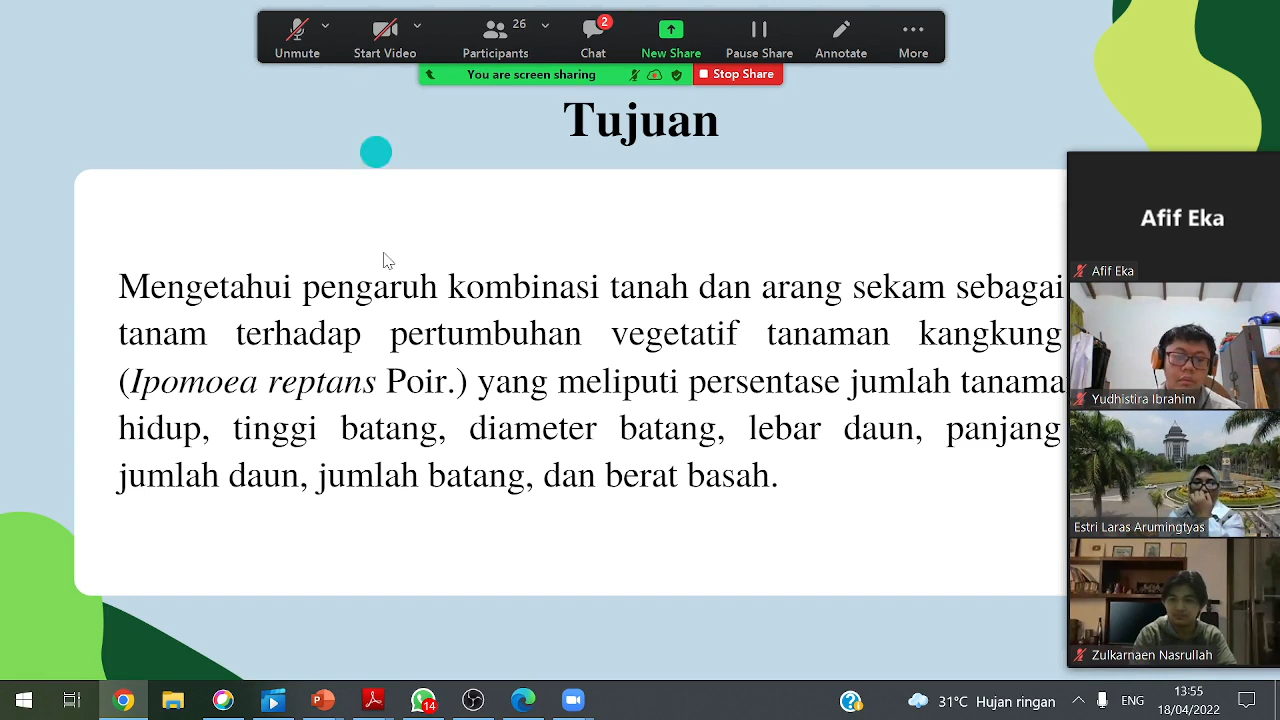 Unmute
Start Video
Participants
26
Chat
2
New Share
Pause Share
Annotate
More
You are screen sharing
Stop Share
Tujuan
Mengetahui pengaruh kombinasi tanah dan arang sekam sebagai
tanam terhadap pertumbuhan vegetatif tanaman kangkung
(Ipomoea reptans Poir.) yang meliputi persentase jumlah tanama
hidup, tinggi batang, diameter batang, lebar daun, panjang
jumlah daun, jumlah batang, dan berat basah.
Afif Eka
Afif Eka
Yudhistira Ibrahim
Estri Laras Arumingtyas
Zulkarnaen Nasrullah
14
31°C Hujan ringan
ENG
13:55
18/04/2022